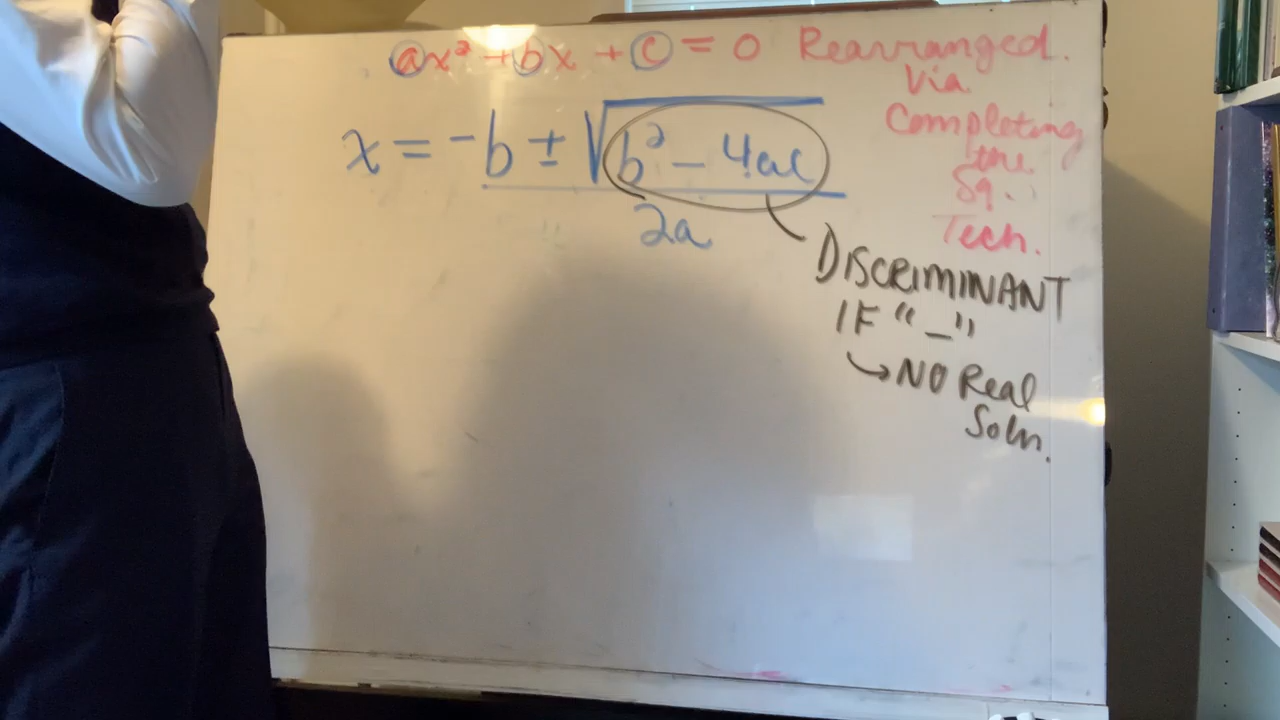 ax² + bx + c = 0 Rearranged.
Via
Completing
the
Sq.
Tech.
x = -b ± √b² - 4ac
2a
DISCRIMINANT
IF "-"
↳ NO Real
Soln.